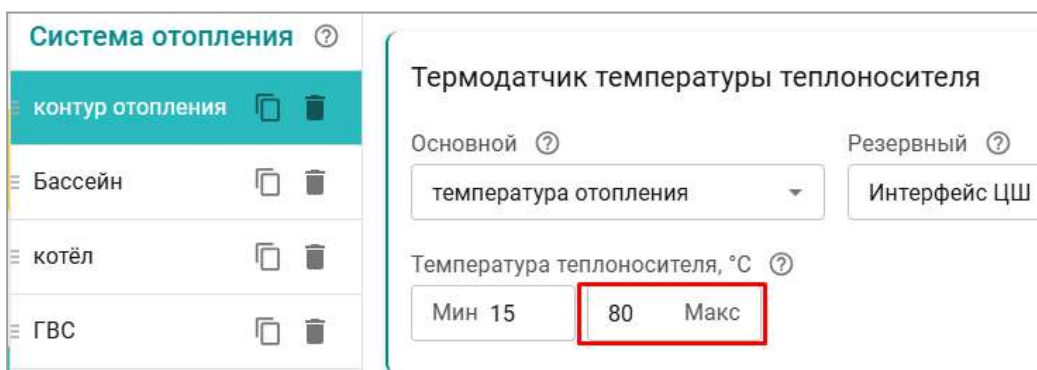 Система отопления
контур отопления
Бассейн
котёл
ГВС
Термодатчик температуры теплоносителя
Основной Резервный
температура отопления Интерфейс ЦШ
Температура теплоносителя, °C
Мин 15 80 Макс